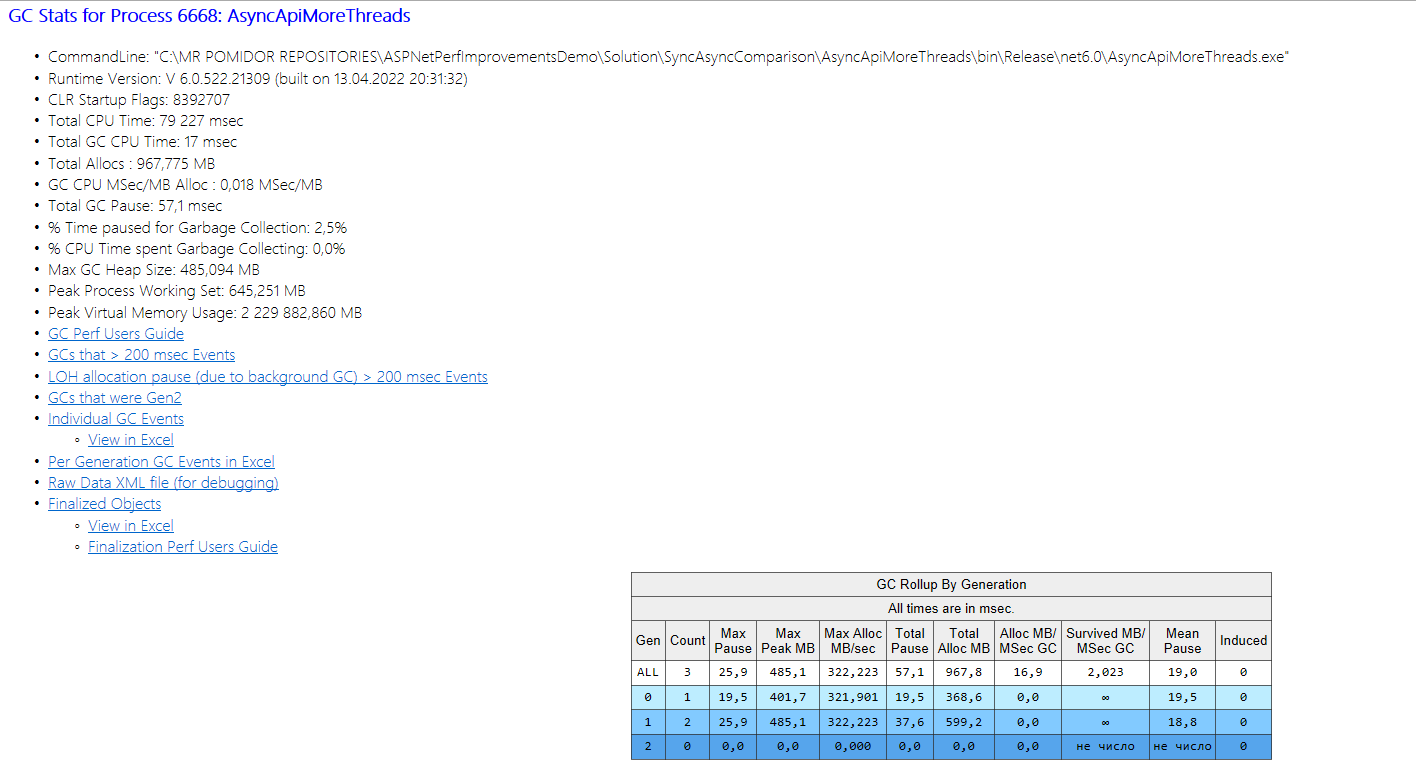 GC Stats for Process 6668: AsyncApiMoreThreads
• CommandLine: "C:\MR POMIDOR REPOSITORIES\ASPNetPerfImprovementsDemo\Solution\SyncAsyncComparison\AsyncApiMoreThreads\bin\Release\net6.0\AsyncApiMoreThreads.exe"
• Runtime Version: V 6.0.522.21309 (built on 13.04.2022 20:31:32)
• CLR Startup Flags: 8392707
• Total CPU Time: 79 227 msec
• Total GC CPU Time: 17 msec
• Total Allocs : 967,775 MB
• GC CPU MSec/MB Alloc : 0,018 MSec/MB
• Total GC Pause: 57,1 msec
• % Time paused for Garbage Collection: 2,5%
• % CPU Time spent Garbage Collecting: 0,0%
• Max GC Heap Size: 485,094 MB
• Peak Process Working Set: 645,251 MB
• Peak Virtual Memory Usage: 2 229 882,860 MB
• GC Perf Users Guide
• GCs that > 200 msec Events
• LOH allocation pause (due to background GC) > 200 msec Events
• GCs that were Gen2
• Individual GC Events
◦ View in Excel
• Per Generation GC Events in Excel
• Raw Data XML file (for debugging)
• Finalized Objects
◦ View in Excel
◦ Finalization Perf Users Guide
GC Rollup By Generation
All times are in msec.
Gen Count Max Pause Max Peak MB Max Alloc MB/sec Total Pause Total Alloc MB Alloc MB/ MSec GC Survived MB/ MSec GC Mean Pause Induced
ALL 3 25,9 485,1 322,223 57,1 967,8 16,9 2,023 19,0 0
0 1 19,5 401,7 321,901 19,5 368,6 0,0 ∞ 19,5 0
1 2 25,9 485,1 322,223 37,6 599,2 0,0 ∞ 18,8 0
2 0 0,0 0,0 0,000 0,0 0,0 0,0 не число не число 0